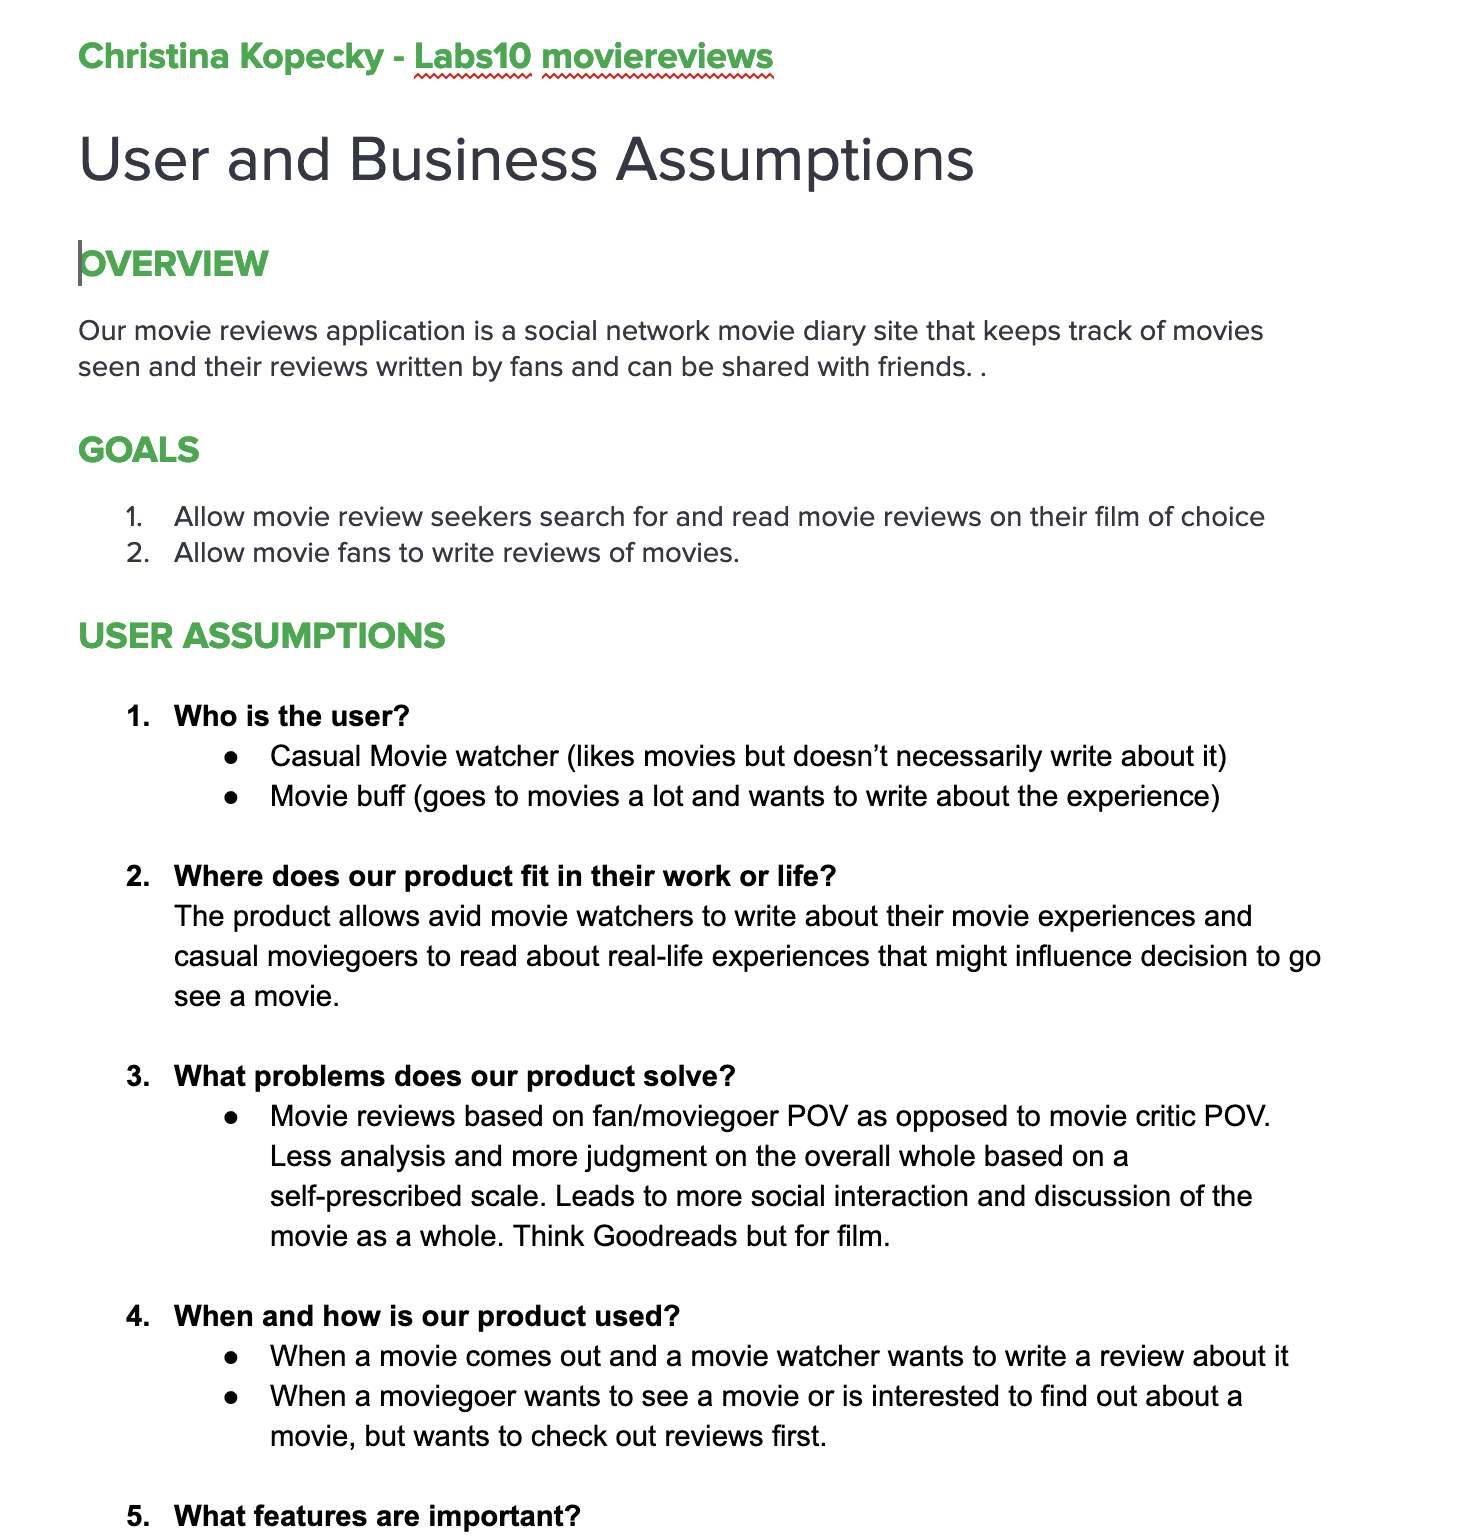 Christina Kopecky - Labs10 moviereviews
User and Business Assumptions
OVERVIEW
Our movie reviews application is a social network movie diary site that keeps track of movies
seen and their reviews written by fans and can be shared with friends. .
GOALS
1. Allow movie review seekers search for and read movie reviews on their film of choice
2. Allow movie fans to write reviews of movies.
USER ASSUMPTIONS
1. Who is the user?
● Casual Movie watcher (likes movies but doesn’t necessarily write about it)
● Movie buff (goes to movies a lot and wants to write about the experience)
2. Where does our product fit in their work or life?
The product allows avid movie watchers to write about their movie experiences and
casual moviegoers to read about real-life experiences that might influence decision to go
see a movie.
3. What problems does our product solve?
● Movie reviews based on fan/moviegoer POV as opposed to movie critic POV.
Less analysis and more judgment on the overall whole based on a
self-prescribed scale. Leads to more social interaction and discussion of the
movie as a whole. Think Goodreads but for film.
4. When and how is our product used?
● When a movie comes out and a movie watcher wants to write a review about it
● When a moviegoer wants to see a movie or is interested to find out about a
movie, but wants to check out reviews first.
5. What features are important?